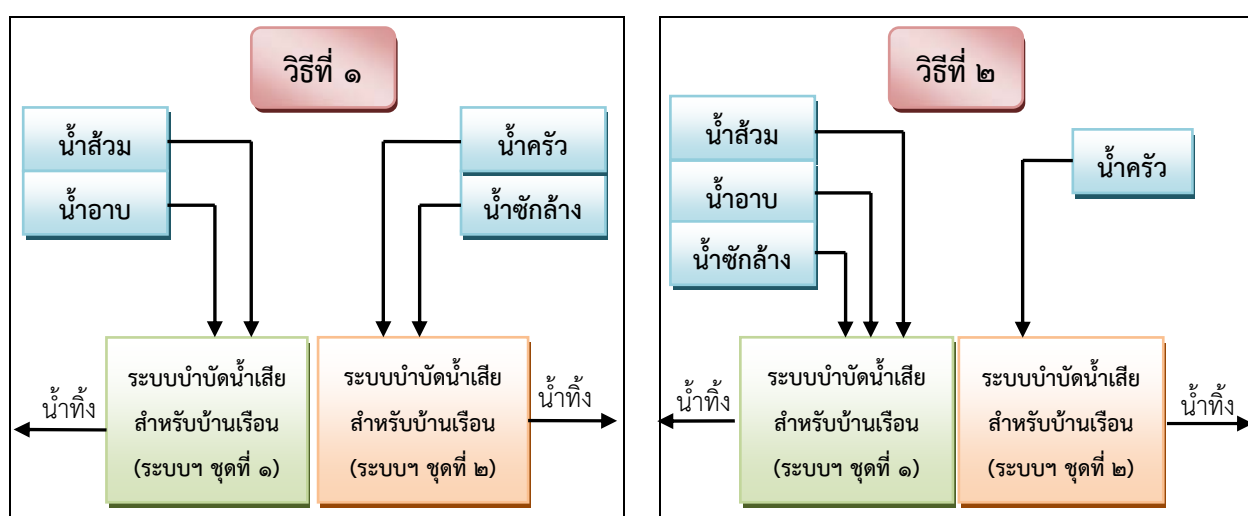 วิธีที่ ๑
น้ำส้วม
น้ำอาบ
น้ำครัว
น้ำซักล้าง
ระบบบำบัดน้ำเสีย
สำหรับบ้านเรือน
(ระบบฯ ชุดที่ ๑)
ระบบบำบัดน้ำเสีย
สำหรับบ้านเรือน
(ระบบฯ ชุดที่ ๒)
น้ำทิ้ง
น้ำทิ้ง
วิธีที่ ๒
น้ำส้วม
น้ำอาบ
น้ำซักล้าง
น้ำครัว
ระบบบำบัดน้ำเสีย
สำหรับบ้านเรือน
(ระบบฯ ชุดที่ ๑)
ระบบบำบัดน้ำเสีย
สำหรับบ้านเรือน
(ระบบฯ ชุดที่ ๒)
น้ำทิ้ง
น้ำทิ้ง